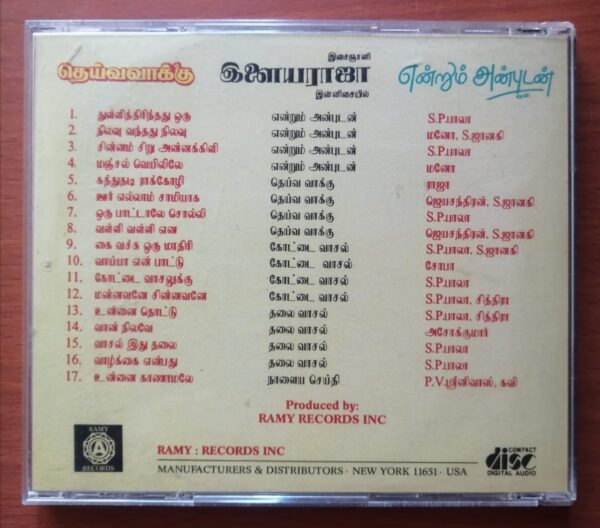 தெய்வவாக்கு
இசைஞானி
இளையராஜா
இன்னிசையில்
என்றும் அன்புடன்
1. துள்ளித்திரிந்தது ஒரு என்றும் அன்புடன் S.P.பாலா
2. நிலவு வந்தது நிலவு என்றும் அன்புடன் மனோ, S.ஜானகி
3. சின்னம் சிறு அன்னக்கிளி என்றும் அன்புடன் S.P.பாலா
4. மஞ்சல் வெயிலிலே என்றும் அன்புடன் மனோ
5. கத்துதடி ராக்கோழி தெய்வ வாக்கு ராஜா
6. ஊர் எல்லாம் சாமியாக தெய்வ வாக்கு ஜெயசந்திரன், S.ஜானகி
7. ஒரு பாட்டாலே சொல்லி தெய்வ வாக்கு S.P.பாலா
8. வள்ளி வள்ளி என தெய்வ வாக்கு ஜெயசந்திரன், S.ஜானகி
9. கை வச்சு ஒரு மாதிரி கோட்டை வாசல் S.P.பாலா, S.ஜானகி
10. வாய்பா என் பாட்டு கோட்டை வாசல் சோபா
11. கோட்டை வாசலுக்கு கோட்டை வாசல் S.P.பாலா
12. மன்னவனே சின்னவனே கோட்டை வாசல் S.P.பாலா, சித்திரா
13. உன்னை தொட்டு தலை வாசல் S.P.பாலா, சித்திரா
14. வான் நிலவே தலை வாசல் அசோக்குமார்
15. வாசல் இது தலை தலை வாசல் S.P.பாலா
16. வாழ்க்கை என்பது தலை வாசல் S.P.பாலா
17. உன்னை காணாமலே நாளைய செய்தி P.V.ஸ்ரீனிவாஸ், கவி
Produced by:
RAMY RECORDS INC
RAMY
A
RECORDS
RAMY : RECORDS INC
MANUFACTURERS & DISTRIBUTORS · NEW YORK 11651 · USA
COMPACT
disc
DIGITAL AUDIO